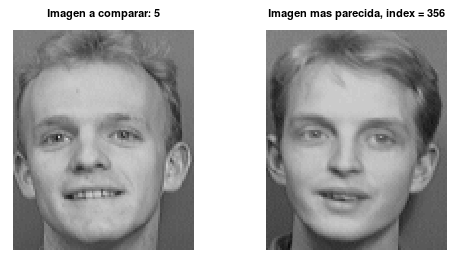 Imagen a comparar: 5
Imagen mas parecida, index = 356